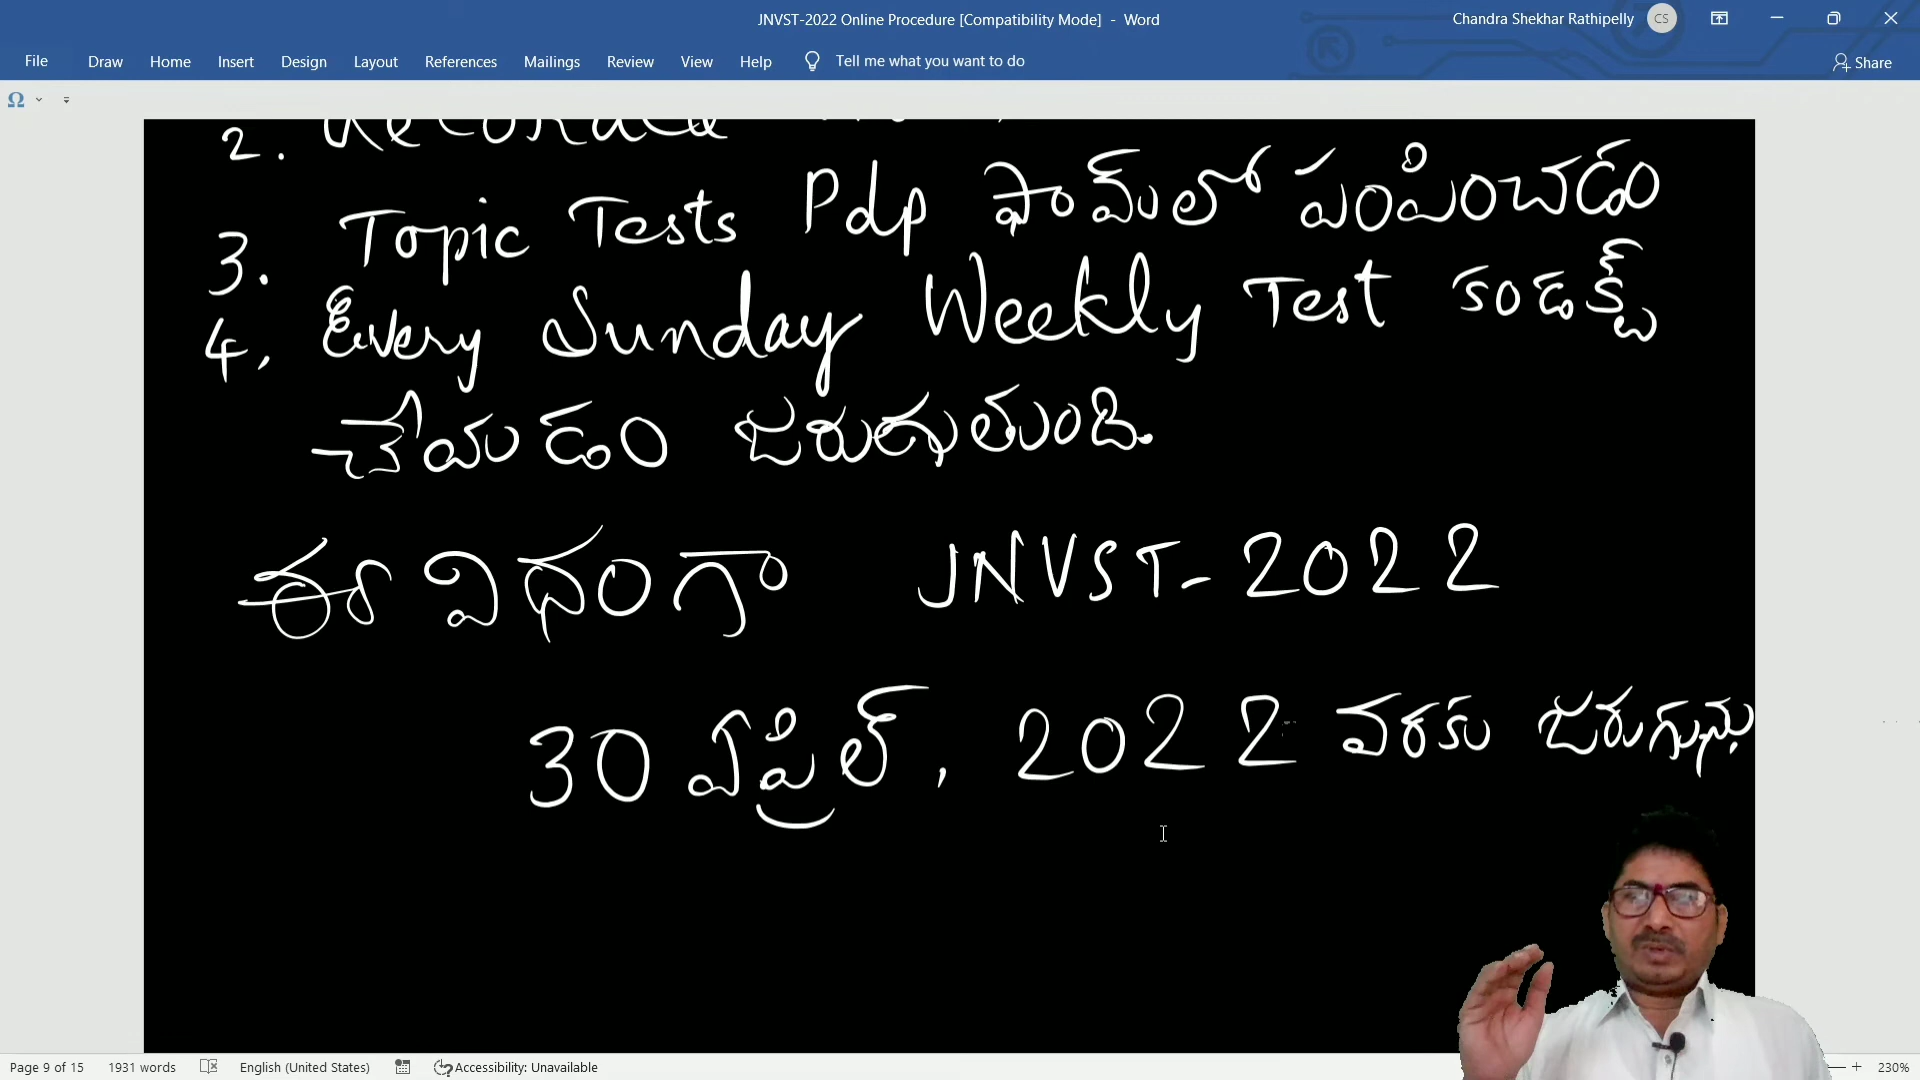 JNVST-2022 Online Procedure [Compatibility Mode] - Word
Chandra Shekhar Rathipelly CS
File Draw Home Insert Design Layout References Mailings Review View Help Tell me what you want to do Share
2.
3. Topic Tests Pdf ఫామ్‌లో పంపించడం
4. Every Sunday Weekly Test కండక్ట్
చేయడం జరుగుతుంది.
ఈ విధంగా JNVST-2022
30 ఏప్రిల్, 2022 వరకు జరుగ్తును
Page 9 of 15 1931 words English (United States) Accessibility: Unavailable 230%